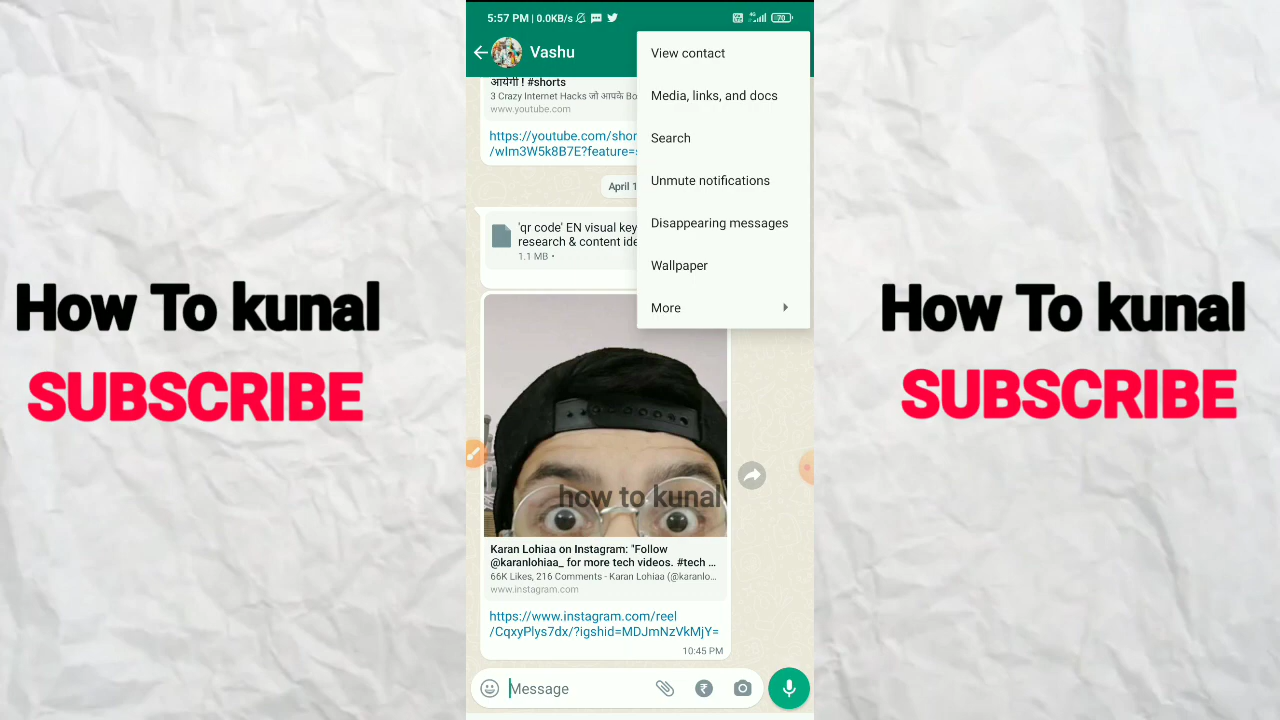 5:57 PM | 0.0KB/s
4G
70
Vashu
View contact
Media, links, and docs
Search
Unmute notifications
Disappearing messages
Wallpaper
More
आयेगी ! #shorts
3 Crazy Internet Hacks जो आपके Bo
www.youtube.com
https://youtube.com/shor
/wIm3W5k8B7E?feature=s
April 1
'qr code' EN visual key
research & content ide
1.1 MB •
How To kunal
SUBSCRIBE
How To kunal
SUBSCRIBE
how to kunal
Karan Lohiaa on Instagram: "Follow
@karanlohiaa_ for more tech videos. #tech ...
66K Likes, 216 Comments - Karan Lohiaa (@karanlo...
www.instagram.com
https://www.instagram.com/reel
/CqxyPlys7dx/?igshid=MDJmNzVkMjY=
10:45 PM
Message
₹